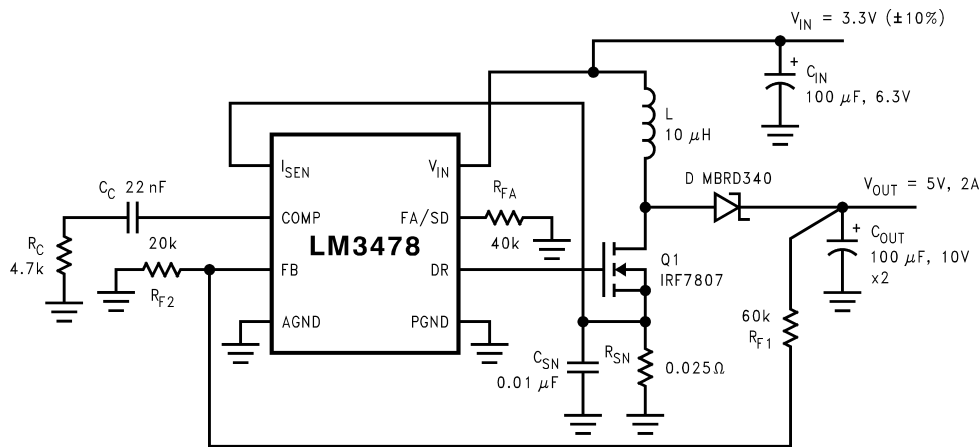 V_IN = 3.3V (±10%)
+
C_IN
100 μF, 6.3V
L
10 μH
I_SEN
V_IN
C_C 22 nF
R_FA
D MBRD340
V_OUT = 5V, 2A
COMP
FA/SD
R_C
4.7k
20k
LM3478
40k
+
C_OUT
100 μF, 10V
x2
FB
DR
Q1
IRF7807
R_F2
AGND
PGND
60k
R_F1
C_SN
0.01 μF
R_SN
0.025Ω